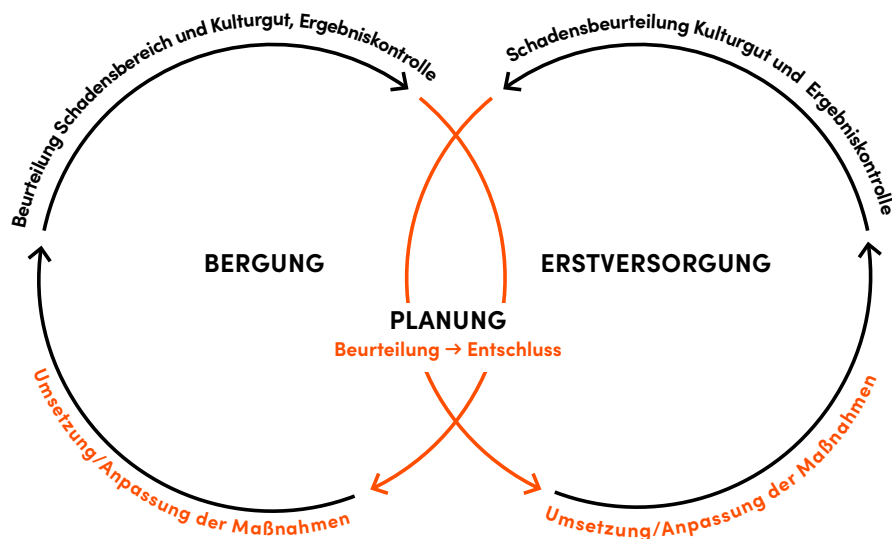 Beurteilung Schadensbereich und Kulturgut, Ergebniskontrolle
Schadensbeurteilung Kulturgut und Ergebniskontrolle
BERGUNG
ERSTVERSORGUNG
PLANUNG
Beurteilung → Entschluss
Umsetzung/Anpassung der Maßnahmen
Umsetzung/Anpassung der Maßnahmen